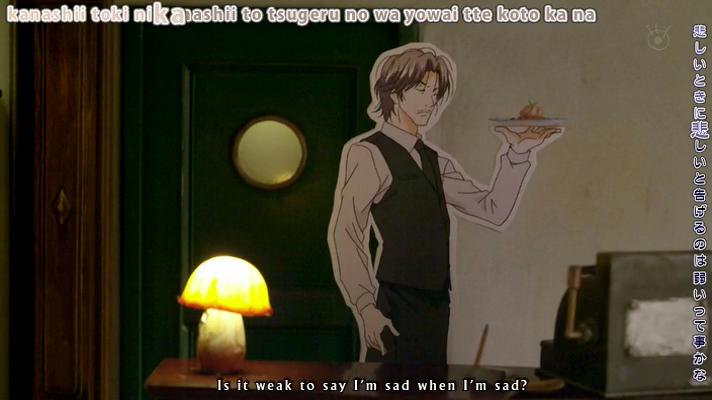 kanashii toki ni kanashii to tsugeru no wa yowai tte koto ka na
悲しいときに悲しいと告げるのは弱いって事かな
Is it weak to say I'm sad when I'm sad?